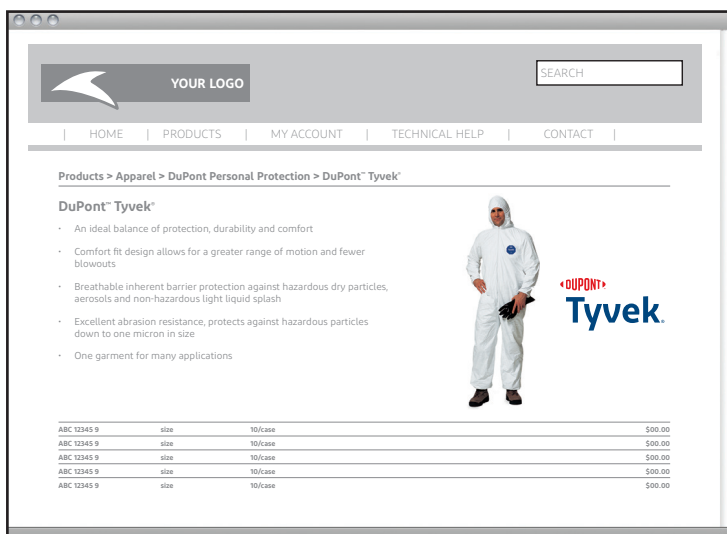 YOUR LOGO
SEARCH
| HOME | PRODUCTS | MY ACCOUNT | TECHNICAL HELP | CONTACT |
Products > Apparel > DuPont Personal Protection > DuPont™ Tyvek®
DuPont™ Tyvek®
• An ideal balance of protection, durability and comfort
• Comfort fit design allows for a greater range of motion and fewer
blowouts
• Breathable inherent barrier protection against hazardous dry particles,
aerosols and non-hazardous light liquid splash
• Excellent abrasion resistance, protects against hazardous particles
down to one micron in size
• One garment for many applications
DUPONT
Tyvek®
ABC 12345 9 size 10/case $00.00
ABC 12345 9 size 10/case $00.00
ABC 12345 9 size 10/case $00.00
ABC 12345 9 size 10/case $00.00
ABC 12345 9 size 10/case $00.00